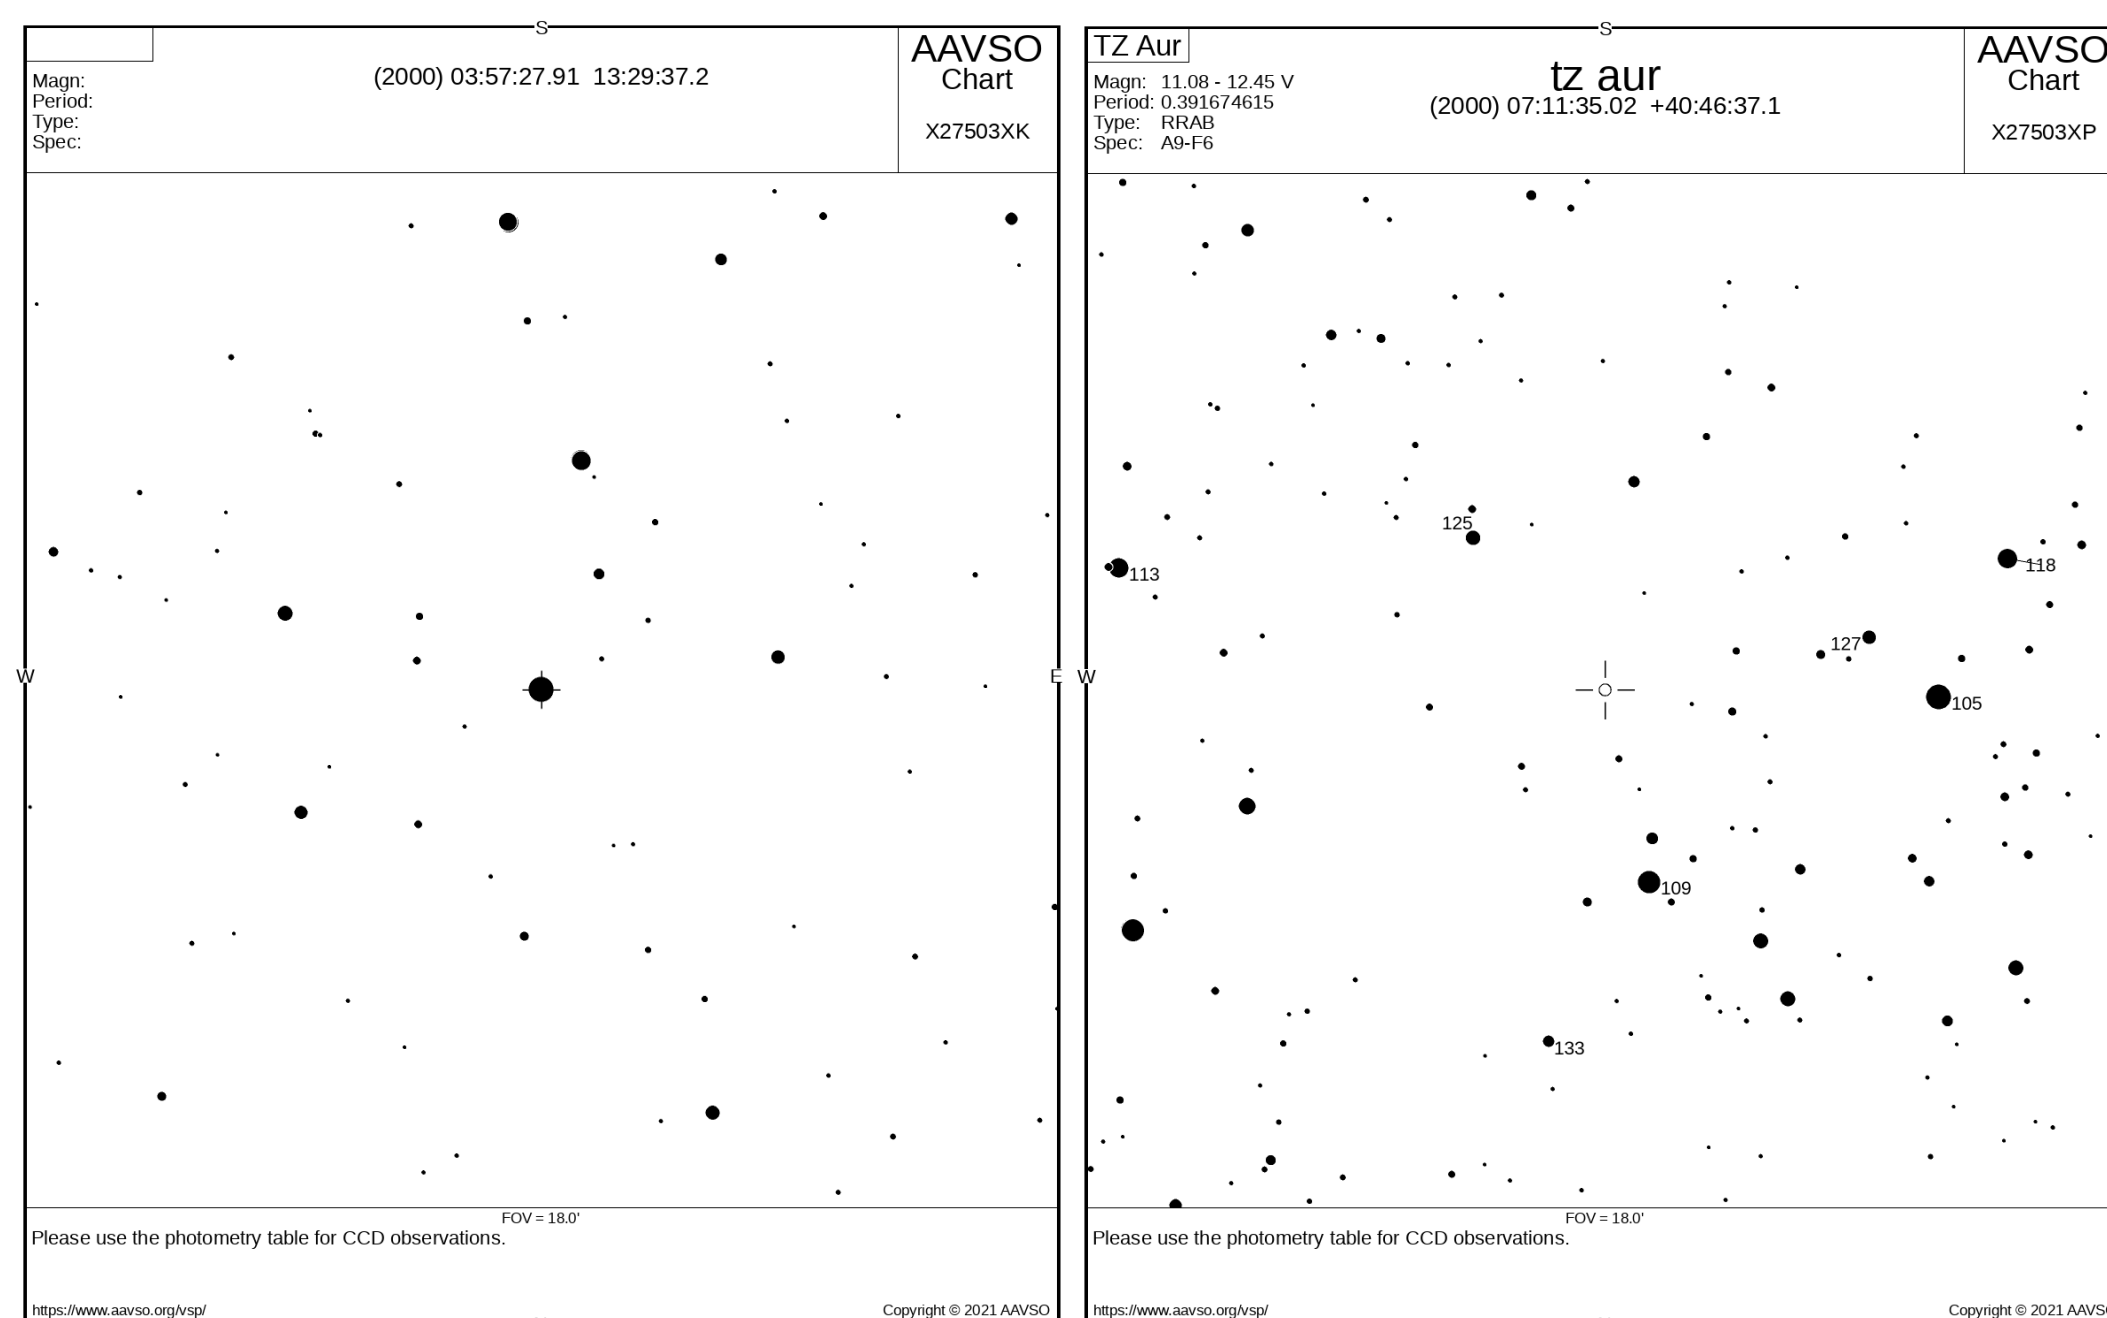 S
AAVSO
Chart
X27503XK
(2000) 03:57:27.91 13:29:37.2
Magn:
Period:
Type:
Spec:
W
E
FOV = 18.0'
Please use the photometry table for CCD observations.
https://www.aavso.org/vsp/
Copyright © 2021 AAVSO
S
TZ Aur
tz aur
(2000) 07:11:35.02 +40:46:37.1
AAVSO
Chart
X27503XP
Magn: 11.08 - 12.45 V
Period: 0.391674615
Type: RRAB
Spec: A9-F6
125
113
118
127
W
105
109
133
FOV = 18.0'
Please use the photometry table for CCD observations.
https://www.aavso.org/vsp/
Copyright © 2021 AAVSO